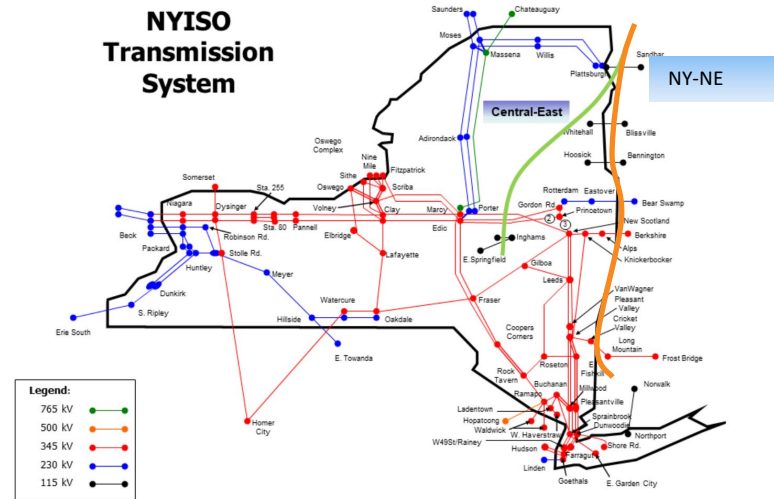 NYISO
Transmission
System
Saunders
Chateauguay
Moses
Massena
Willis
Plattsburgh
Sandbar
NY-NE
Central-East
Adirondack
Whitehall
Blissville
Hoosick
Bennington
Oswego
Complex
Nine
Mile
Fitzpatrick
Sithe
Scriba
Oswego
Volney
Clay
Somerset
Niagara
Dysinger
Sta. 255
Sta. 80
Pannell
Beck
Packard
Robinson Rd.
Stolle Rd.
Huntley
Meyer
Dunkirk
S. Ripley
Erie South
Elbridge
Lafayette
Marcy
Porter
Edic
Rotterdam
Eastover
Bear Swamp
Gordon Rd.
Princetown
2
3
New Scotland
Inghams
E.Springfield
Berkshire
Alps
Knickerbocker
Gilboa
Leeds
Fraser
Watercure
Hillside
Oakdale
E. Towanda
Homer
City
VanWagner
Pleasant
Valley
Cricket
Valley
Long
Mountain
Frost Bridge
Coopers
Corners
Rock
Tavern
Roseton
E.
Fishkill
Buchanan
Millwood
Norwalk
Ramapo
Pleasantville
Ladentown
Hopatcong
Waldwick
Sprainbrook
Dunwoodie
W. Haverstraw
Northport
W49St/Rainey
Hudson
Shore Rd.
Farragut
Linden
E. Garden City
Goethals
Legend:
765 kV
500 kV
345 kV
230 kV
115 kV